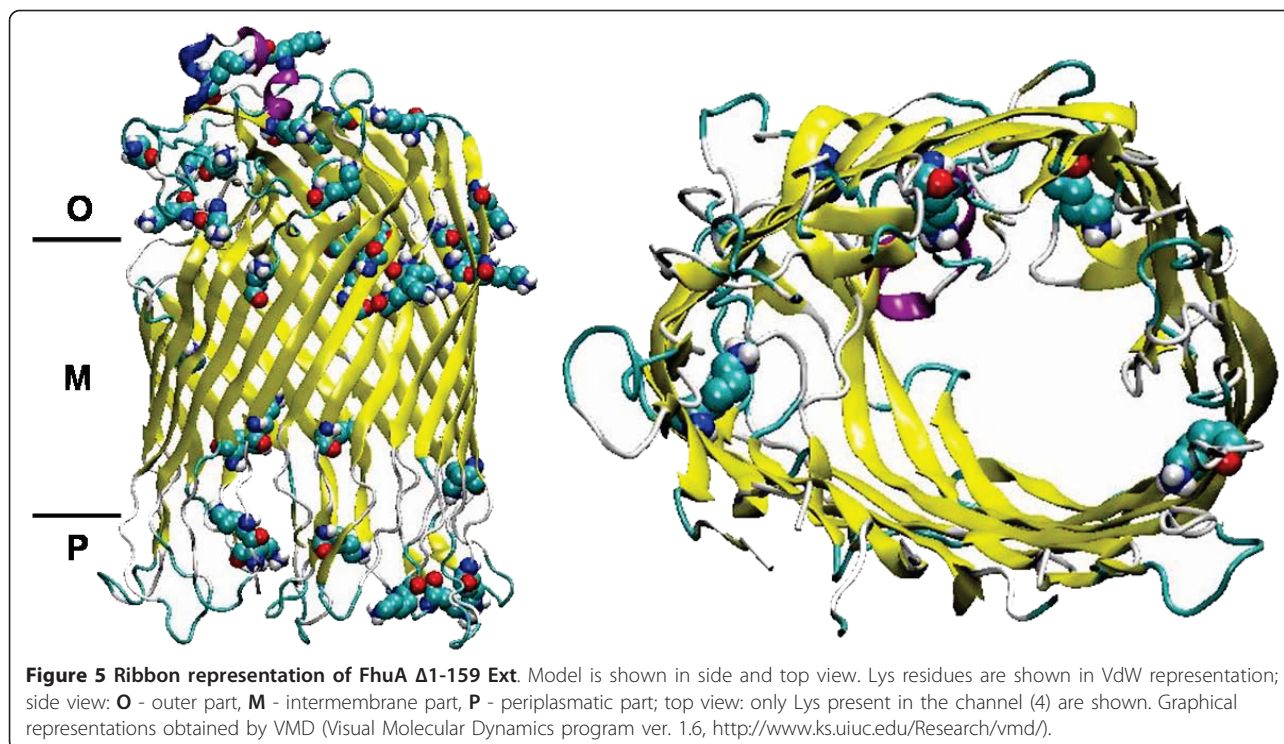 O
M
P
Figure 5 Ribbon representation of FhuA Δ1-159 Ext. Model is shown in side and top view. Lys residues are shown in VdW representation;
side view: O - outer part, M - intermembrane part, P - periplasmatic part; top view: only Lys present in the channel (4) are shown. Graphical
representations obtained by VMD (Visual Molecular Dynamics program ver. 1.6, http://www.ks.uiuc.edu/Research/vmd/).